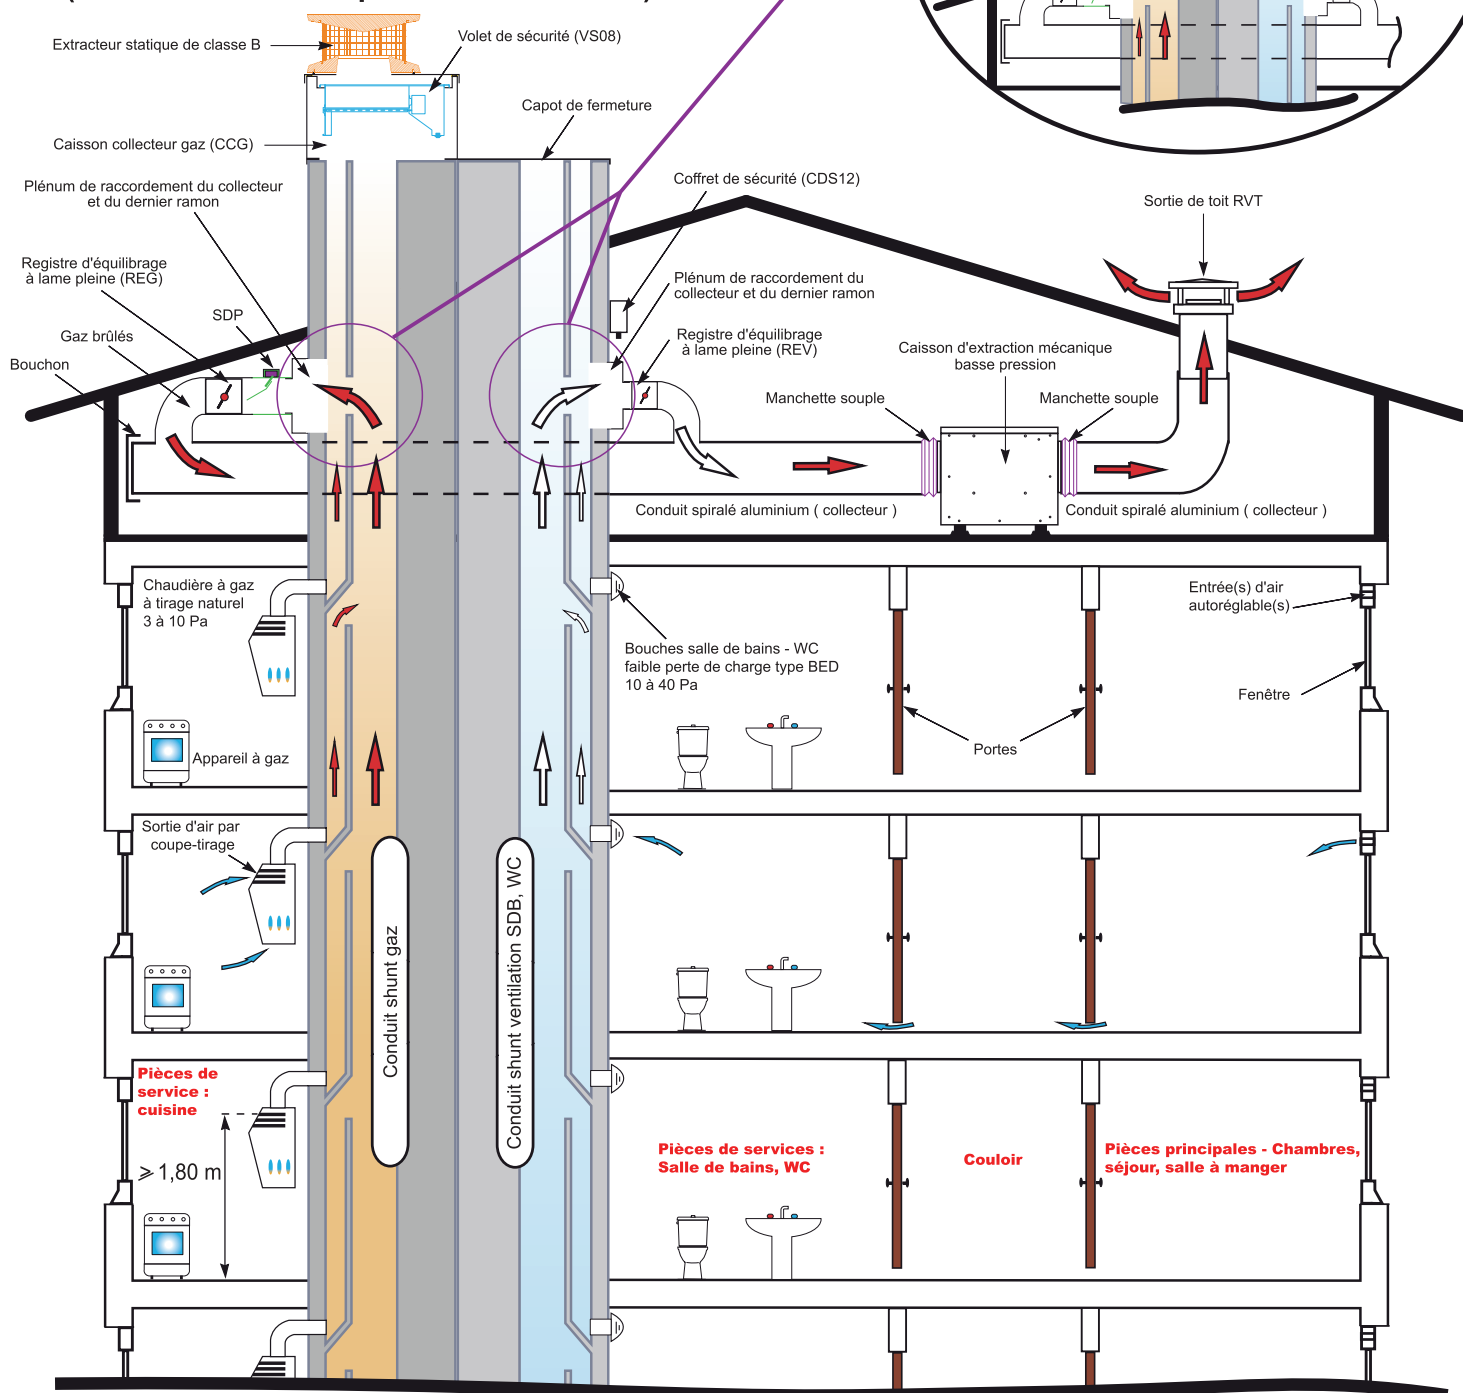 Extracteur statique de classe B
Volet de sécurité (VS08)
Capot de fermeture
Caisson collecteur gaz (CCG)
Plénum de raccordement du collecteur
et du dernier ramon
Coffret de sécurité (CDS12)
Sortie de toit RVT
Registre d'équilibrage
à lame pleine (REG)
Plénum de raccordement du
collecteur et du dernier ramon
SDP
Gaz brûlés
Registre d'équilibrage
à lame pleine (REV)
Caisson d'extraction mécanique
basse pression
Bouchon
Manchette souple
Manchette souple
Conduit spiralé aluminium ( collecteur )
Conduit spiralé aluminium ( collecteur )
Chaudière à gaz
à tirage naturel
3 à 10 Pa
Entrée(s) d'air
autoréglable(s)
Bouches salle de bains - WC
faible perte de charge type BED
10 à 40 Pa
Fenêtre
Portes
Appareil à gaz
Sortie d'air par
coupe-tirage
Conduit shunt gaz
Conduit shunt ventilation SDB, WC
Pièces de
service :
cuisine
⩾ 1,80 m
Pièces de services :
Salle de bains, WC
Couloir
Pièces principales - Chambres,
séjour, salle à manger